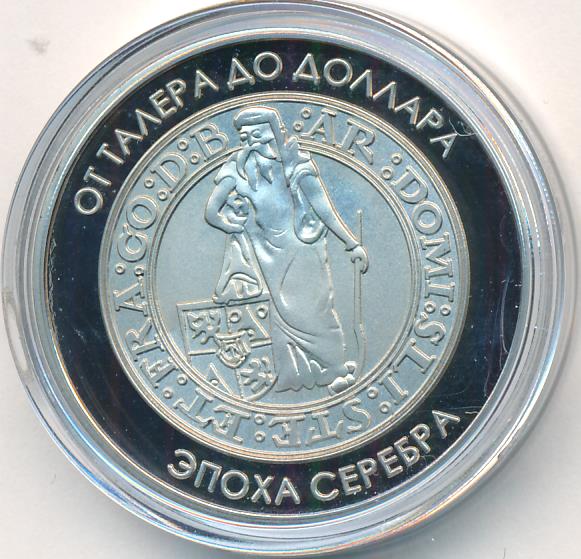 ОТ ТАЛЕРА ДО ДОЛЛАРА
AR:DOMI:SLI:STE:ET:FRA:CO:D:B:
ЭПОХА СЕРЕБРА